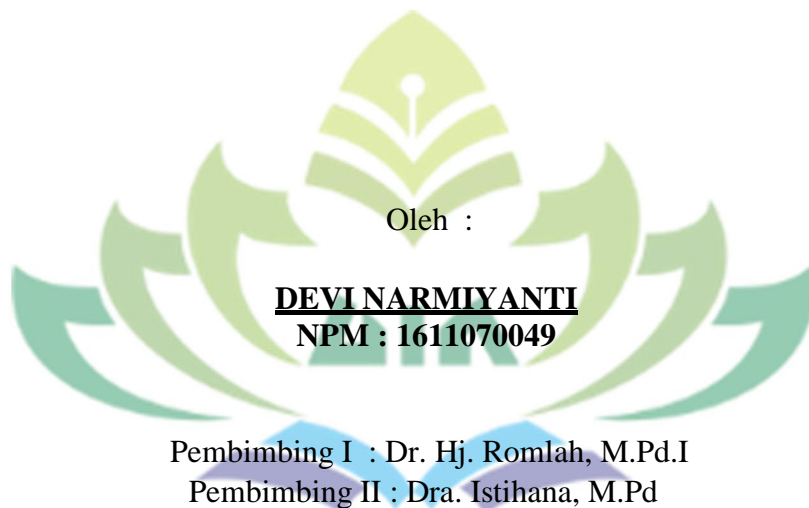 Oleh :
DEVI NARMIYANTI
NPM : 1611070049
Pembimbing I : Dr. Hj. Romlah, M.Pd.I
Pembimbing II : Dra. Istihana, M.Pd